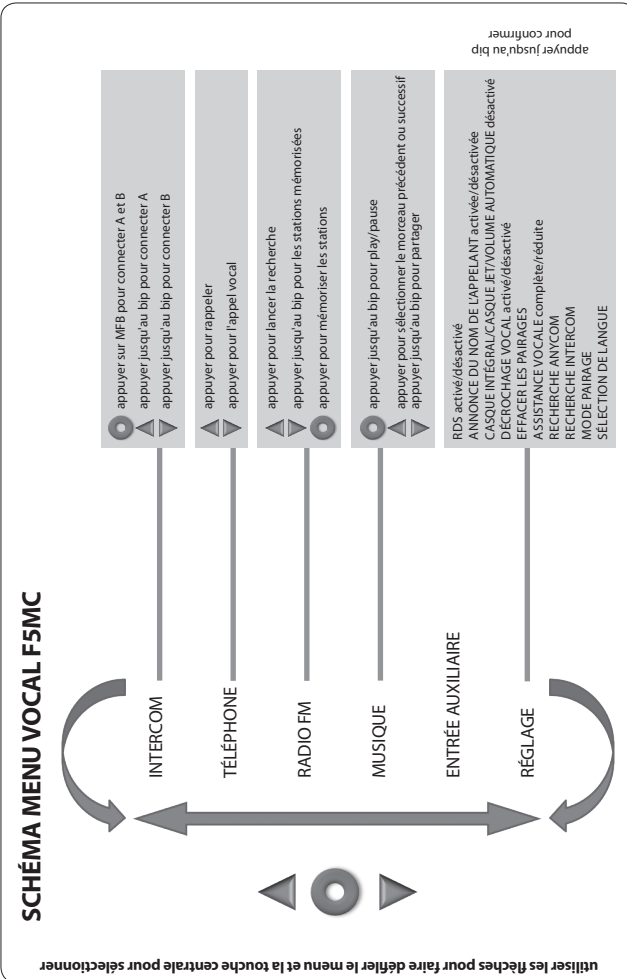 SCHÉMA MENU VOCAL F5MC
INTERCOM
appuyer sur MFB pour connecter A et B
appuyer jusqu'au bip pour connecter A
appuyer jusqu'au bip pour connecter B
TÉLÉPHONE
appuyer pour rappeler
appuyer pour l'appel vocal
RADIO FM
appuyer pour lancer la recherche
appuyer jusqu'au bip pour les stations mémorisées
appuyer pour mémoriser les stations
MUSIQUE
appuyer jusqu'au bip pour play/pause
appuyer pour sélectionner le morceau précédent ou successif
appuyer jusqu'au bip pour partager
ENTRÉE AUXILIAIRE
RÉGLAGE
RDS activé/désactivé
ANNONCE DU NOM DE L'APPELANT activée/désactivée
CASQUE INTÉGRAL/CASQUE JET/VOLUME AUTOMATIQUE désactivé
DÉCROCHAGE VOCAL activé/désactivé
EFFACER LES PAIRAGES
ASSISTANCE VOCALE complète/réduite
RECHERCHE ANYCOM
RECHERCHE INTERCOM
MODE PAIRAGE
SÉLECTION DE LANGUE
appuyer jusqu'au bip
pour confirmer
utiliser les flèches pour faire défiler le menu et la touche centrale pour sélectionner